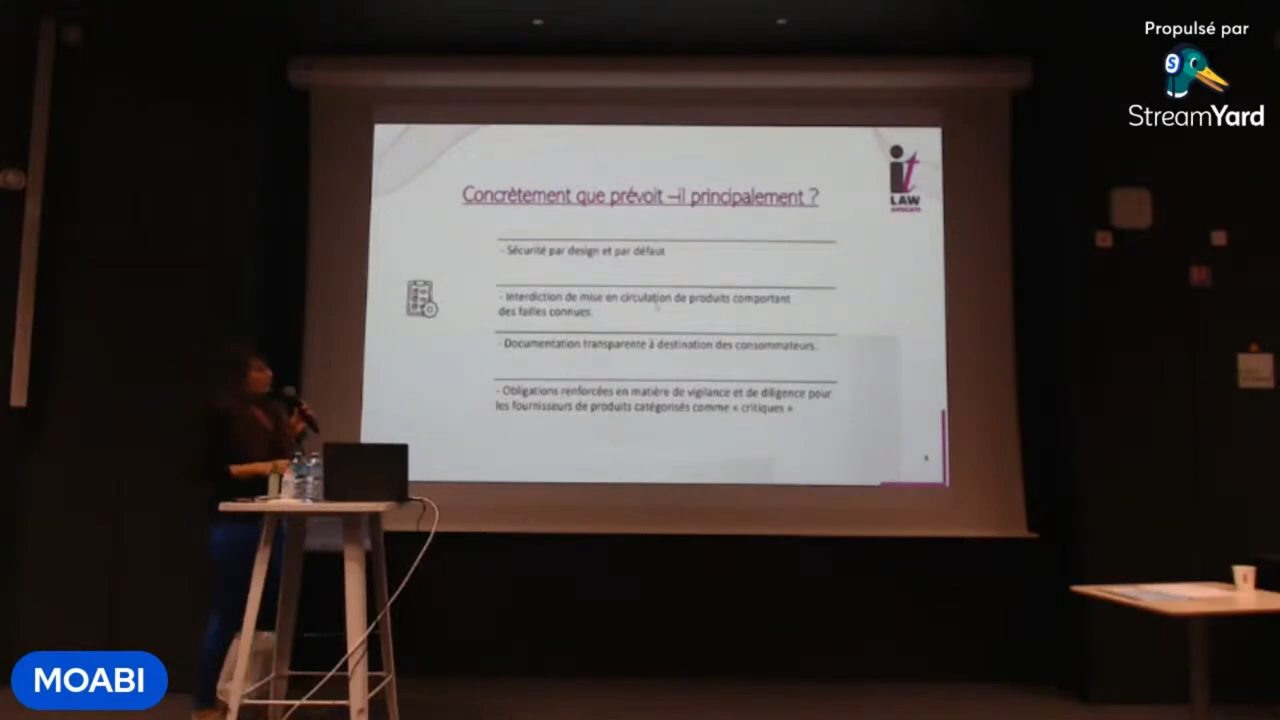 Propulsé par
StreamYard
Concrètement que prévoit –il principalement ?
it
LAW
AVOCATS
- Sécurité par design et par défaut
- Interdiction de mise en circulation de produits comportant
des failles connues.
- Documentation transparente à destination des consommateurs.
- Obligations renforcées en matière de vigilance et de diligence pour
les fournisseurs de produits catégorisés comme « critiques »
MOABI